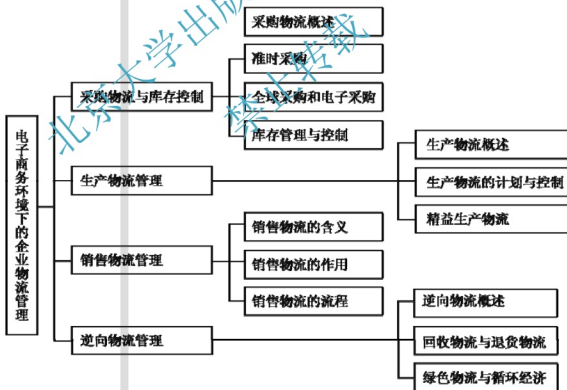 电子商务环境下的企业物流管理
采购物流与库存控制
采购物流概述
准时采购
全球采购和电子采购
库存管理与控制
生产物流管理
生产物流概述
生产物流的计划与控制
精益生产物流
销售物流管理
销售物流的含义
销售物流的作用
销售物流的流程
逆向物流管理
逆向物流概述
回收物流与退货物流
绿色物流与循环经济
北京大学出版
禁止转载